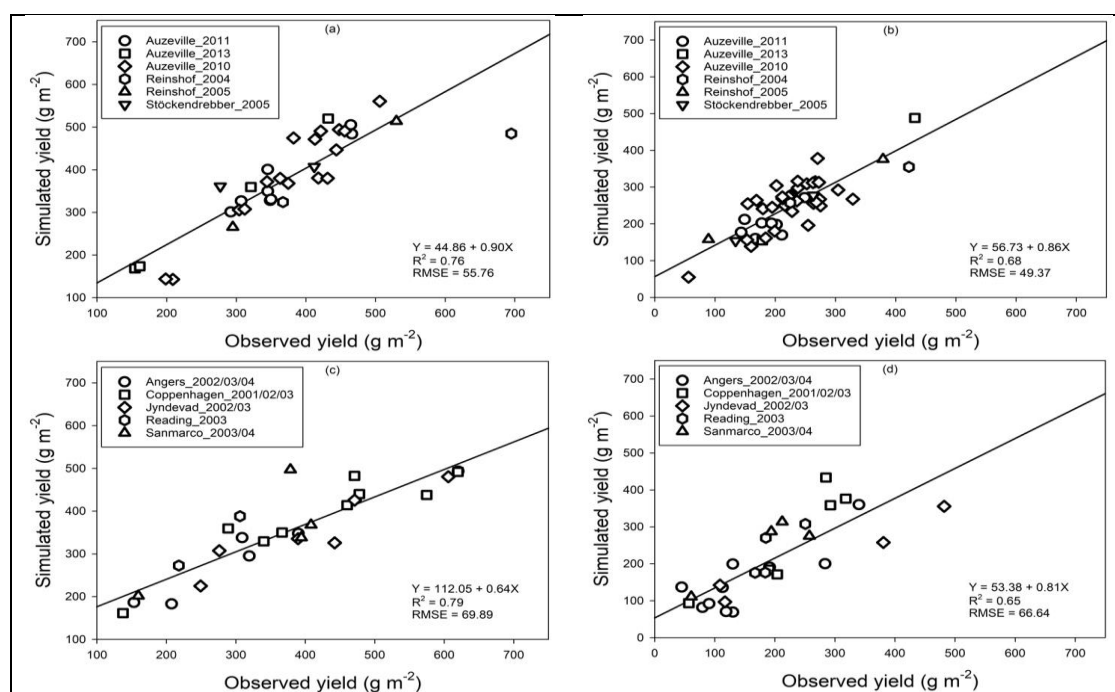 (a)
Auzeville_2011
Auzeville_2013
Auzeville_2010
Reinshof_2004
Reinshof_2005
Stöckendrebber_2005
700
600
500
400
300
200
100
Simulated yield (g m-2)
Y = 44.86 + 0.90X
R2 = 0.76
RMSE = 55.76
100 200 300 400 500 600 700
Observed yield (g m-2)
(b)
Auzeville_2011
Auzeville_2013
Auzeville_2010
Reinshof_2004
Reinshof_2005
Stöckendrebber_2005
700
600
500
400
300
200
100
0
Simulated yield (g m-2)
Y = 56.73 + 0.86X
R2 = 0.68
RMSE = 49.37
0 100 200 300 400 500 600 700
Observed yield (g m-2)
(c)
Angers_2002/03/04
Coppenhagen_2001/02/03
Jyndevad_2002/03
Reading_2003
Sanmarco_2003/04
700
600
500
400
300
200
100
Simulated yield (g m-2)
Y = 112.05 + 0.64X
R2 = 0.79
RMSE = 69.89
100 200 300 400 500 600 700
Observed yield (g m-2)
(d)
Angers_2002/03/04
Coppenhagen_2001/02/03
Jyndevad_2002/03
Reading_2003
Sanmarco_2003/04
700
600
500
400
300
200
100
0
Simulated yield (g m-2)
Y = 53.38 + 0.81X
R2 = 0.65
RMSE = 66.64
0 100 200 300 400 500 600 700
Observed yield (g m-2)